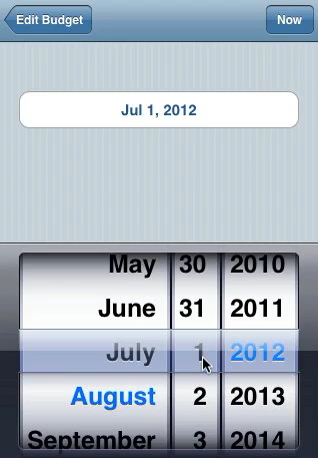 Edit Budget Now
Jul 1, 2012
May 30 2010
June 31 2011
July 1 2012
August 2 2013
September 3 2014